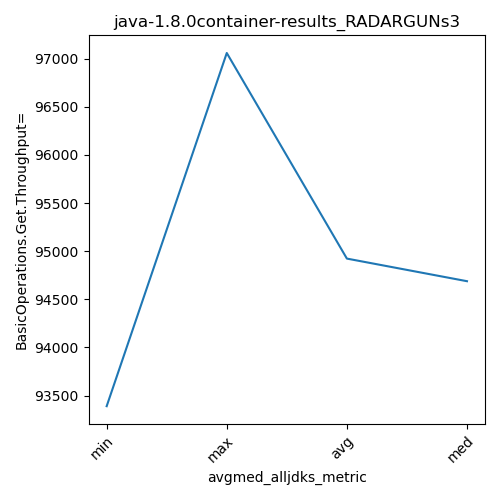 java-1.8.0container-results_RADARGUNs3
BasicOperations.Get.Throughput=
97000
96500
96000
95500
95000
94500
94000
93500
min
max
avg
med
avgmed_alljdks_metric